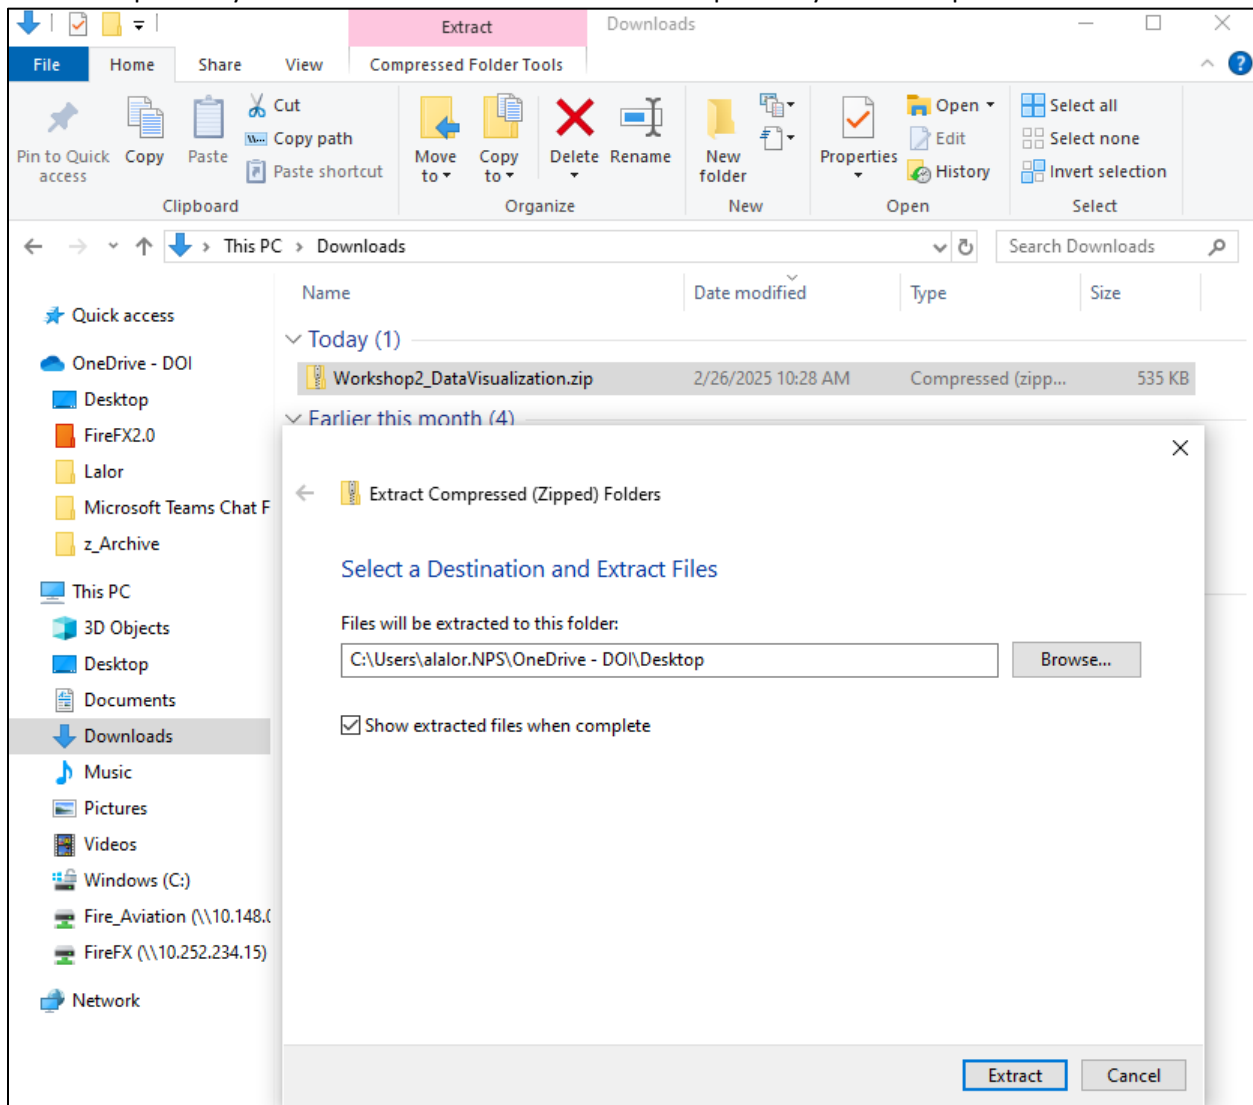 Extract
Downloads
File
Home
Share
View
Compressed Folder Tools
Pin to Quick access
Copy
Paste
Cut
Copy path
Paste shortcut
Move to
Copy to
Delete
Rename
New folder
Properties
Open
Edit
History
Select all
Select none
Invert selection
Clipboard
Organize
New
Open
Select
This PC > Downloads
Search Downloads
Name
Date modified
Type
Size
Quick access
OneDrive - DOI
Desktop
FireFX2.0
Lalor
Microsoft Teams Chat F
z_Archive
This PC
3D Objects
Desktop
Documents
Downloads
Music
Pictures
Videos
Windows (C:)
Fire_Aviation (\\10.148.(
FireFX (\\10.252.234.15)
Network
Today (1)
Workshop2_DataVisualization.zip
2/26/2025 10:28 AM
Compressed (zipp...
535 KB
Earlier this month (4)
Extract Compressed (Zipped) Folders
Select a Destination and Extract Files
Files will be extracted to this folder:
C:\Users\alalor.NPS\OneDrive - DOI\Desktop
Browse...
Show extracted files when complete
Extract
Cancel